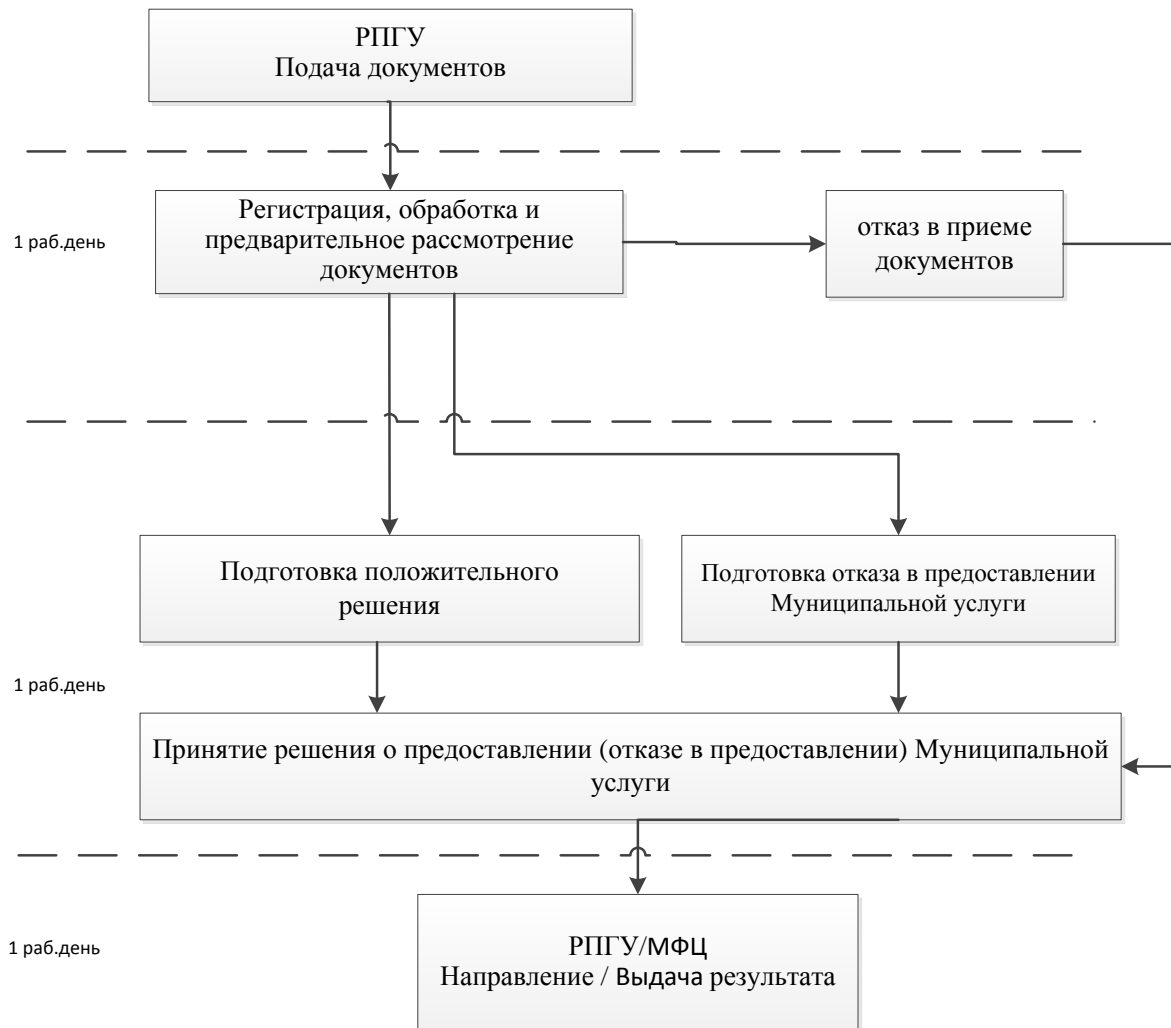 РПГУ
Подача документов
1 раб.день
Регистрация, обработка и
предварительное рассмотрение
документов
отказ в приеме
документов
Подготовка положительного
решения
Подготовка отказа в предоставлении
Муниципальной услуги
1 раб.день
Принятие решения о предоставлении (отказе в предоставлении) Муниципальной
услуги
1 раб.день
РПГУ/МФЦ
Направление / Выдача результата